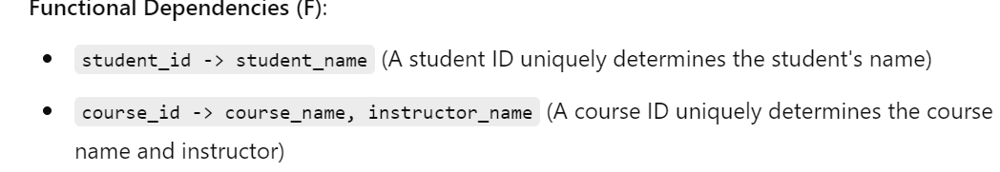 Functional Dependencies (F):
• student_id -> student_name (A student ID uniquely determines the student's name)
• course_id -> course_name, instructor_name (A course ID uniquely determines the course
name and instructor)